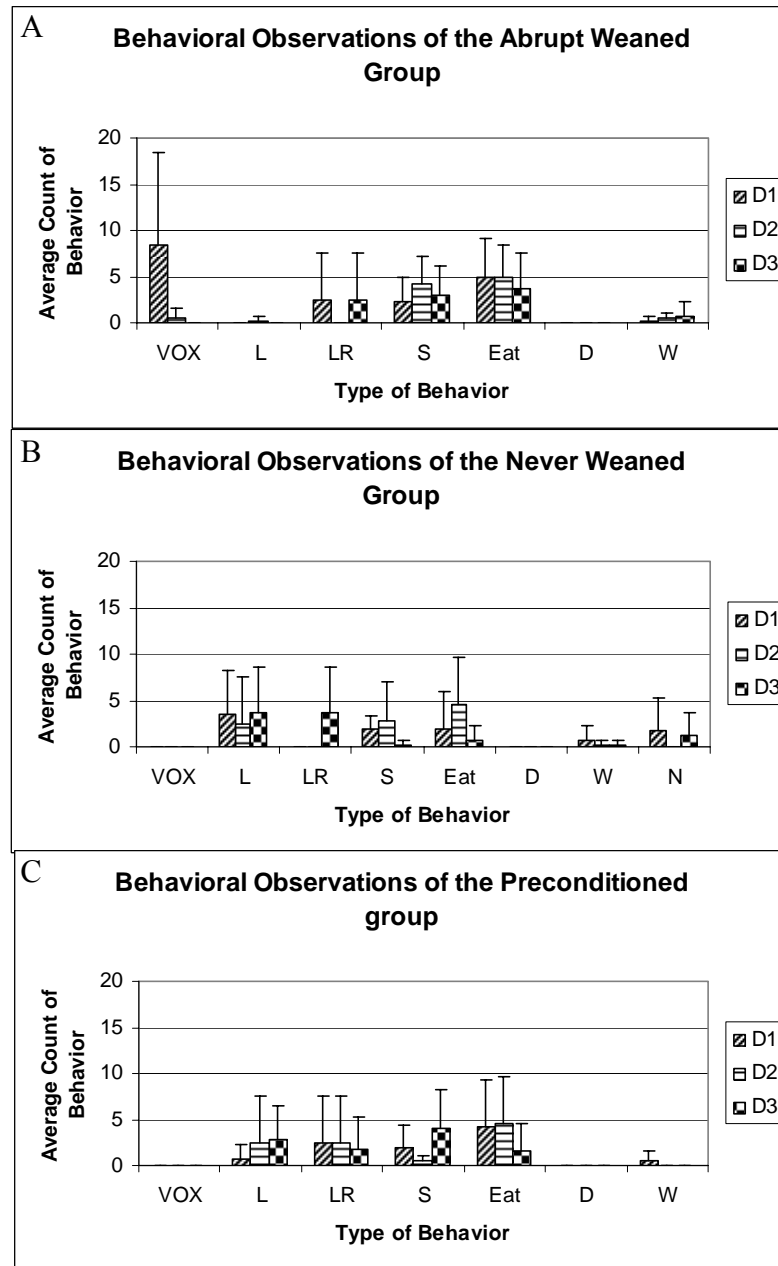 A
Behavioral Observations of the Abrupt Weaned
Group
20
15
10
5
0
Average Count of
Behavior
VOX L LR S Eat D W
Type of Behavior
D1
D2
D3
B
Behavioral Observations of the Never Weaned
Group
20
15
10
5
0
Average Count of
Behavior
VOX L LR S Eat D W N
Type of Behavior
D1
D2
D3
C
Behavioral Observations of the Preconditioned
group
20
15
10
5
0
Average Count of
Behavior
VOX L LR S Eat D W
Type of Behavior
D1
D2
D3